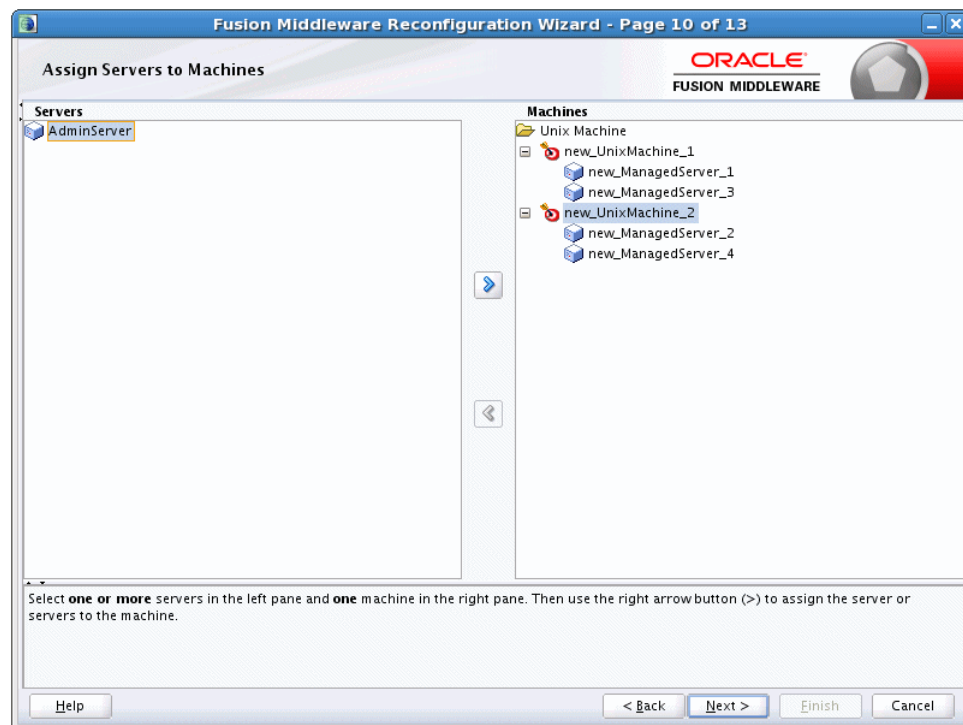 Fusion Middleware Reconfiguration Wizard - Page 10 of 13
Assign Servers to Machines
ORACLE
FUSION MIDDLEWARE
Servers
AdminServer
Machines
Unix Machine
new_UnixMachine_1
new_ManagedServer_1
new_ManagedServer_3
new_UnixMachine_2
new_ManagedServer_2
new_ManagedServer_4
Select one or more servers in the left pane and one machine in the right pane. Then use the right arrow button (>) to assign the server or
servers to the machine.
Help
< Back
Next >
Finish
Cancel